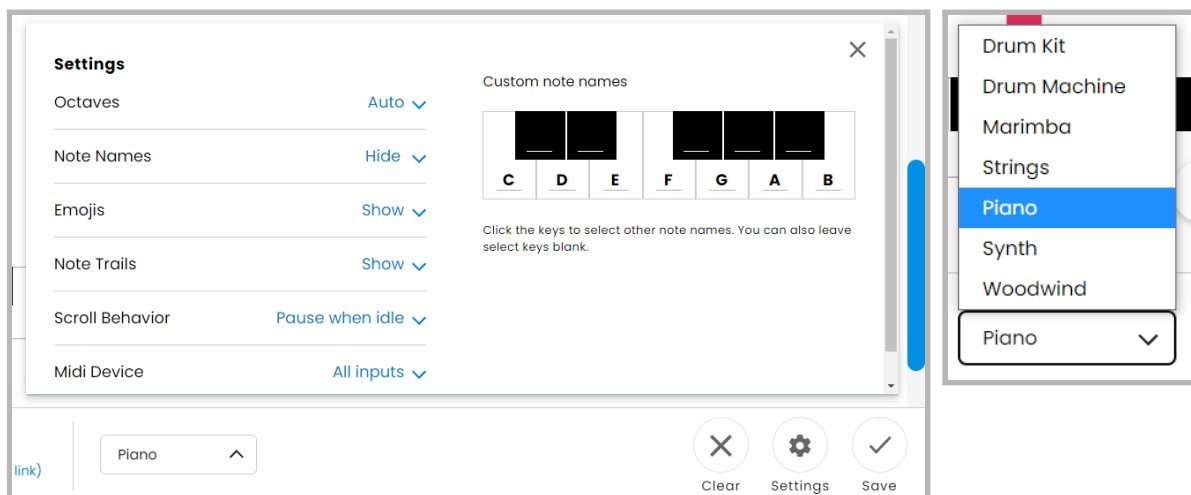 Settings
Octaves Auto
Note Names Hide
Emojis Show
Note Trails Show
Scroll Behavior Pause when idle
Midi Device All inputs
Custom note names
C D E F G A B
Click the keys to select other note names. You can also leave
select keys blank.
link)
Piano
Clear Settings Save
Drum Kit
Drum Machine
Marimba
Strings
Piano
Synth
Woodwind
Piano